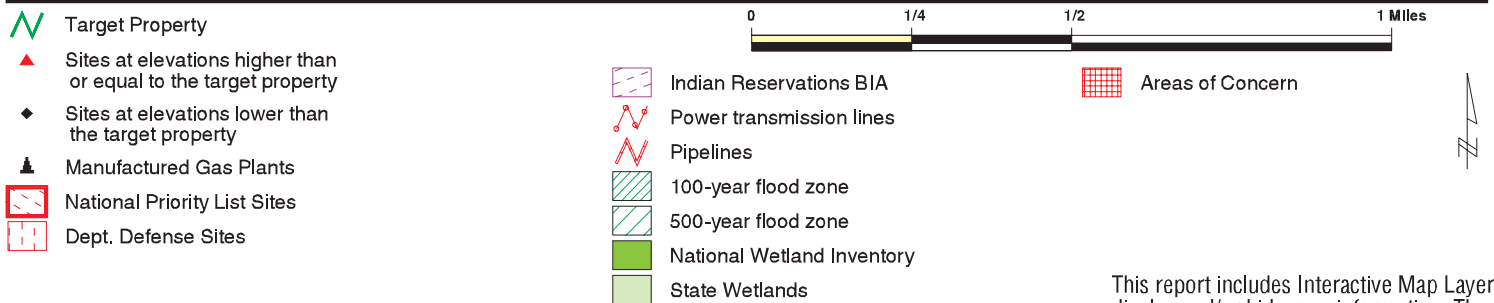 0 1/4 1/2 1 Miles
Target Property
Sites at elevations higher than
or equal to the target property
Sites at elevations lower than
the target property
Manufactured Gas Plants
National Priority List Sites
Dept. Defense Sites
Indian Reservations BIA
Power transmission lines
Pipelines
100-year flood zone
500-year flood zone
National Wetland Inventory
State Wetlands
Areas of Concern
N
This report includes Interactive Map Layer